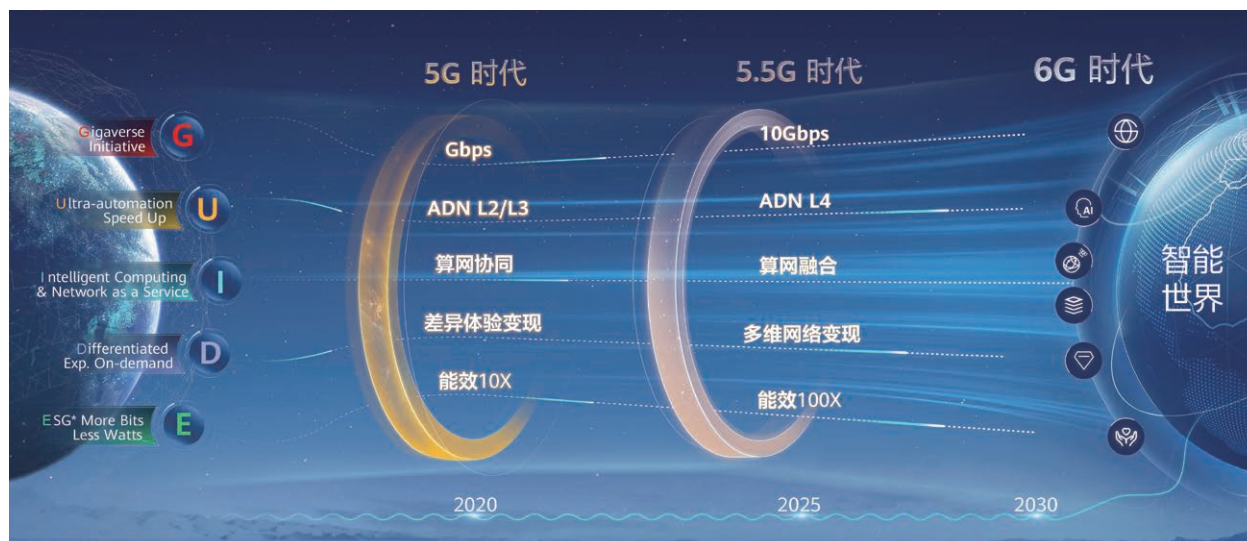 5G 时代
5.5G 时代
6G 时代
Gigaverse
Initiative
G
Gbps
10Gbps
Ultra-automation
Speed Up
U
ADN L2/L3
ADN L4
AI
Intelligent Computing
& Network as a Service
I
算网协同
算网融合
智能
世界
Differentiated
Exp. On-demand
D
差异体验变现
多维网络变现
ESG* More Bits
Less Watts
E
能效10X
能效100X
2020
2025
2030